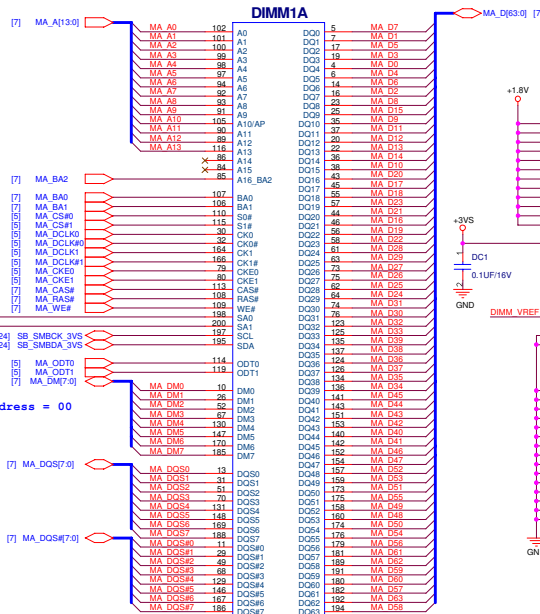 DIMM1A
[7] MA_A[13:0]
MA_A0 102 A0
MA_A1 101 A1
MA_A2 100 A2
MA_A3 99 A3
MA_A4 98 A4
MA_A5 97 A5
MA_A6 94 A6
MA_A7 92 A7
MA_A8 93 A8
MA_A9 91 A9
MA_A10 105 A10/AP
MA_A11 90 A11
MA_A12 89 A12
MA_A13 116 A13
86 A14
84 A15
[7] MA_BA2 85 A16_BA2
[7] MA_BA0 107 BA0
[7] MA_BA1 106 BA1
[5] MA_CS#0 110 S0#
[5] MA_CS#1 115 S1#
[5] MA_DCLK0 30 CK0
[5] MA_DCLK#0 32 CK0#
[5] MA_DCLK1 164 CK1
[5] MA_DCLK#1 166 CK1#
[5] MA_CKE0 79 CKE0
[5] MA_CKE1 80 CKE1
[7] MA_CAS# 113 CAS#
[7] MA_RAS# 108 RAS#
[7] MA_WE# 109 WE#
198 SA0
200 SA1
24] SB_SMBCK_3VS 197 SCL
24] SB_SMBDA_3VS 195 SDA
[5] MA_ODT0 114 ODT0
[5] MA_ODT1 119 ODT1
[7] MA_DM[7:0]
MA_DM0 10 DM0
MA_DM1 26 DM1
MA_DM2 52 DM2
MA_DM3 67 DM3
MA_DM4 130 DM4
MA_DM5 147 DM5
MA_DM6 170 DM6
MA_DM7 185 DM7
dress = 00
[7] MA_DQS[7:0]
MA_DQS0 13 DQS0
MA_DQS1 31 DQS1
MA_DQS2 51 DQS2
MA_DQS3 70 DQS3
MA_DQS4 131 DQS4
MA_DQS5 148 DQS5
MA_DQS6 169 DQS6
MA_DQS7 188 DQS7
[7] MA_DQS#[7:0]
MA_DQS#0 11 DQS#0
MA_DQS#1 29 DQS#1
MA_DQS#2 49 DQS#2
MA_DQS#3 68 DQS#3
MA_DQS#4 129 DQS#4
MA_DQS#5 146 DQS#5
MA_DQS#6 167 DQS#6
MA_DQS#7 186 DQS#7
MA_D[63:0] [7
DQ0 5 MA_D7
DQ1 7 MA_D1
DQ2 17 MA_D5
DQ3 19 MA_D3
DQ4 4 MA_D0
DQ5 6 MA_D4
DQ6 14 MA_D6
DQ7 16 MA_D2
DQ8 23 MA_D8
DQ9 25 MA_D15
DQ10 35 MA_D9
DQ11 37 MA_D11
DQ12 20 MA_D12
DQ13 22 MA_D13
DQ14 36 MA_D14
DQ15 38 MA_D10
DQ16 43 MA_D20
DQ17 45 MA_D17
DQ18 55 MA_D18
DQ19 57 MA_D23
DQ20 44 MA_D21
DQ21 46 MA_D16
DQ22 56 MA_D19
DQ23 58 MA_D22
DQ24 61 MA_D28
DQ25 63 MA_D29
DQ26 73 MA_D27
DQ27 75 MA_D26
DQ28 62 MA_D25
DQ29 64 MA_D24
DQ30 74 MA_D31
DQ31 76 MA_D30
DQ32 123 MA_D32
DQ33 125 MA_D33
DQ34 135
DQ35 137 MA_D38
DQ36 124
DQ37 126 MA_D37
DQ38 134
DQ39 136 MA_D34
DQ40 141 MA_D45
DQ41 143 MA_D44
DQ42 151 MA_D43
DQ43 153 MA_D42
DQ44 140 MA_D40
DQ45 142 MA_D41
DQ46 152 MA_D46
DQ47 154 MA_D47
DQ48 157 MA_D52
DQ49 159 MA_D53
DQ50 173 MA_D51
DQ51 175 MA_D55
DQ52 158 MA_D49
DQ53 160 MA_D48
DQ54 174 MA_D50
DQ55 176 MA_D54
DQ56 179 MA_D56
DQ57 181 MA_D61
DQ58 189 MA_D62
DQ59 191 MA_D59
DQ60 180 MA_D60
DQ61 182 MA_D57
DQ62 192 MA_D63
DQ63 194 MA_D58
+1.8V
+3VS
1
DC1
0.1UF/16V
2
GND
DIMM_VREF
GN